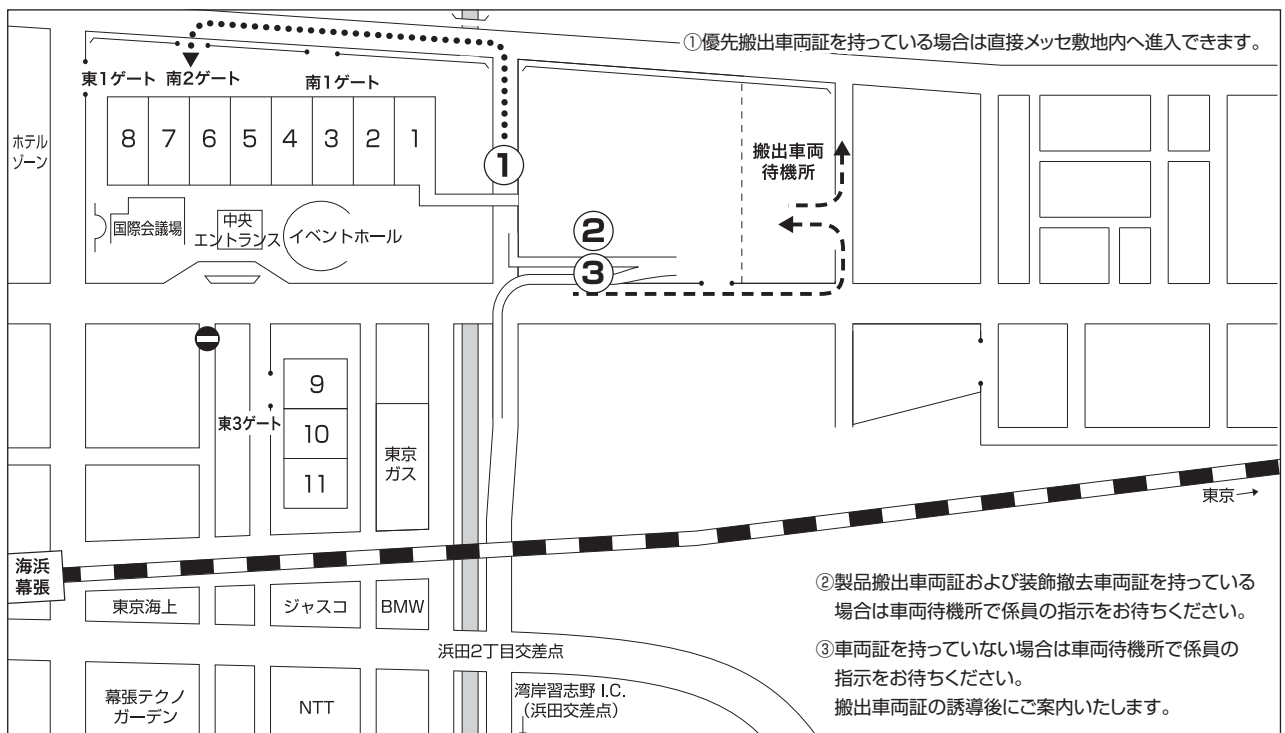 ①優先搬出車両証を持っている場合は直接メッセ敷地内へ進入できます。
東1ゲート 南2ゲート 南1ゲート
ホテル
ゾーン
8 7 6 5 4 3 2 1
①
搬出車両
待機所
国際会議場
中央
エントランス
イベントホール
②
③
東3ゲート
9
10
11
東京
ガス
東京→
海浜
幕張
東京海上
ジャスコ
BMW
②製品搬出車両証および装飾撤去車両証を持っている
場合は車両待機所で係員の指示をお待ちください。
③車両証を持っていない場合は車両待機所で係員の
指示をお待ちください。
搬出車両証の誘導後にご案内いたします。
浜田2丁目交差点
幕張テクノ
ガーデン
NTT
湾岸習志野 I.C.
（浜田交差点）